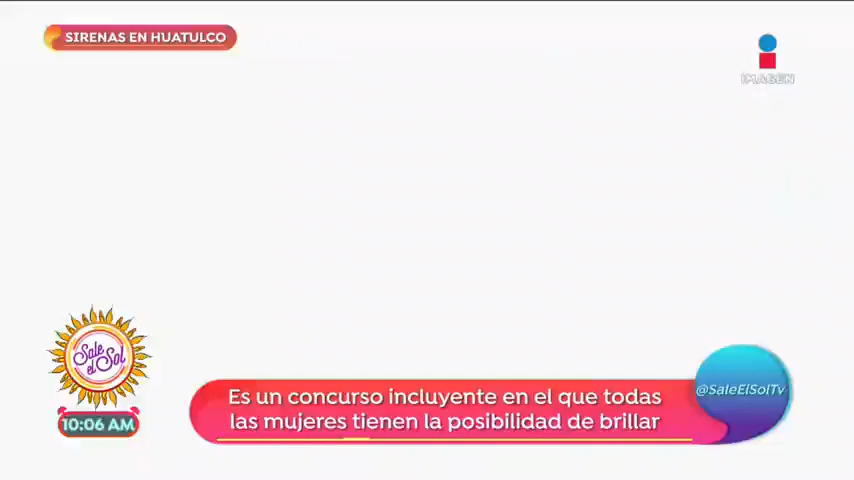 SIRENAS EN HUATULCO
IMAGEN
Sale
el Sol
10:06 AM
Es un concurso incluyente en el que todas
las mujeres tienen la posibilidad de brillar
@SaleElSolTv